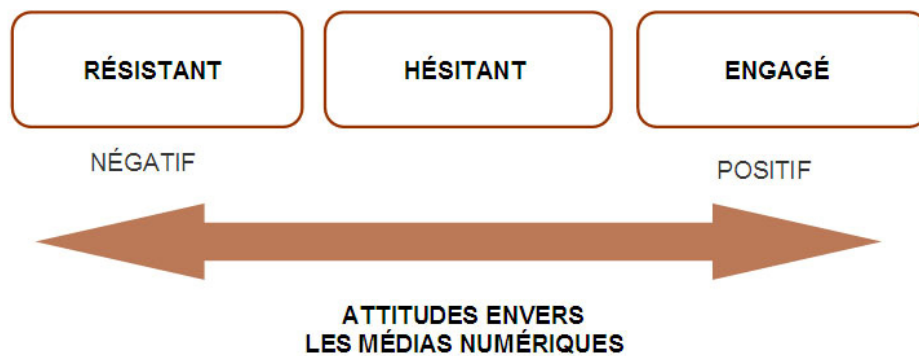 RÉSISTANT
HÉSITANT
ENGAGÉ
NÉGATIF
POSITIF
ATTITUDES ENVERS
LES MÉDIAS NUMÉRIQUES